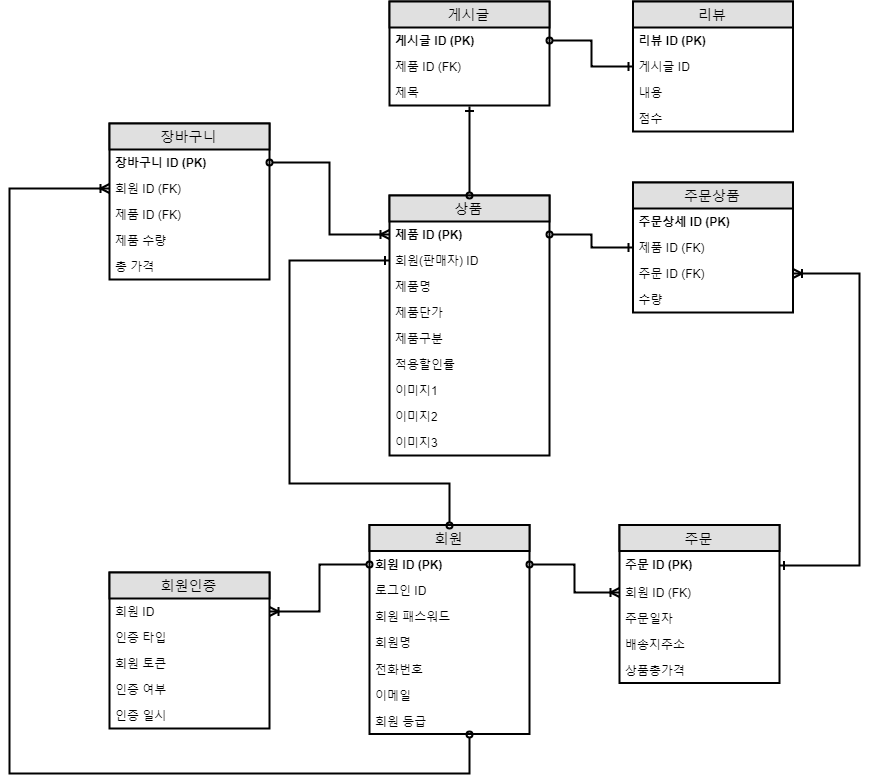 게시글
게시글 ID (PK)
제품 ID (FK)
제목
리뷰
리뷰 ID (PK)
게시글 ID
내용
점수
장바구니
장바구니 ID (PK)
회원 ID (FK)
제품 ID (FK)
제품 수량
총 가격
상품
제품 ID (PK)
회원(판매자) ID
제품명
제품단가
제품구분
적용할인률
이미지1
이미지2
이미지3
주문상품
주문상세 ID (PK)
제품 ID (FK)
주문 ID (FK)
수량
회원인증
회원 ID
인증 타입
회원 토큰
인증 여부
인증 일시
회원
회원 ID (PK)
로그인 ID
회원 패스워드
회원명
전화번호
이메일
회원 등급
주문
주문 ID (PK)
회원 ID (FK)
주문일자
배송지주소
상품총가격